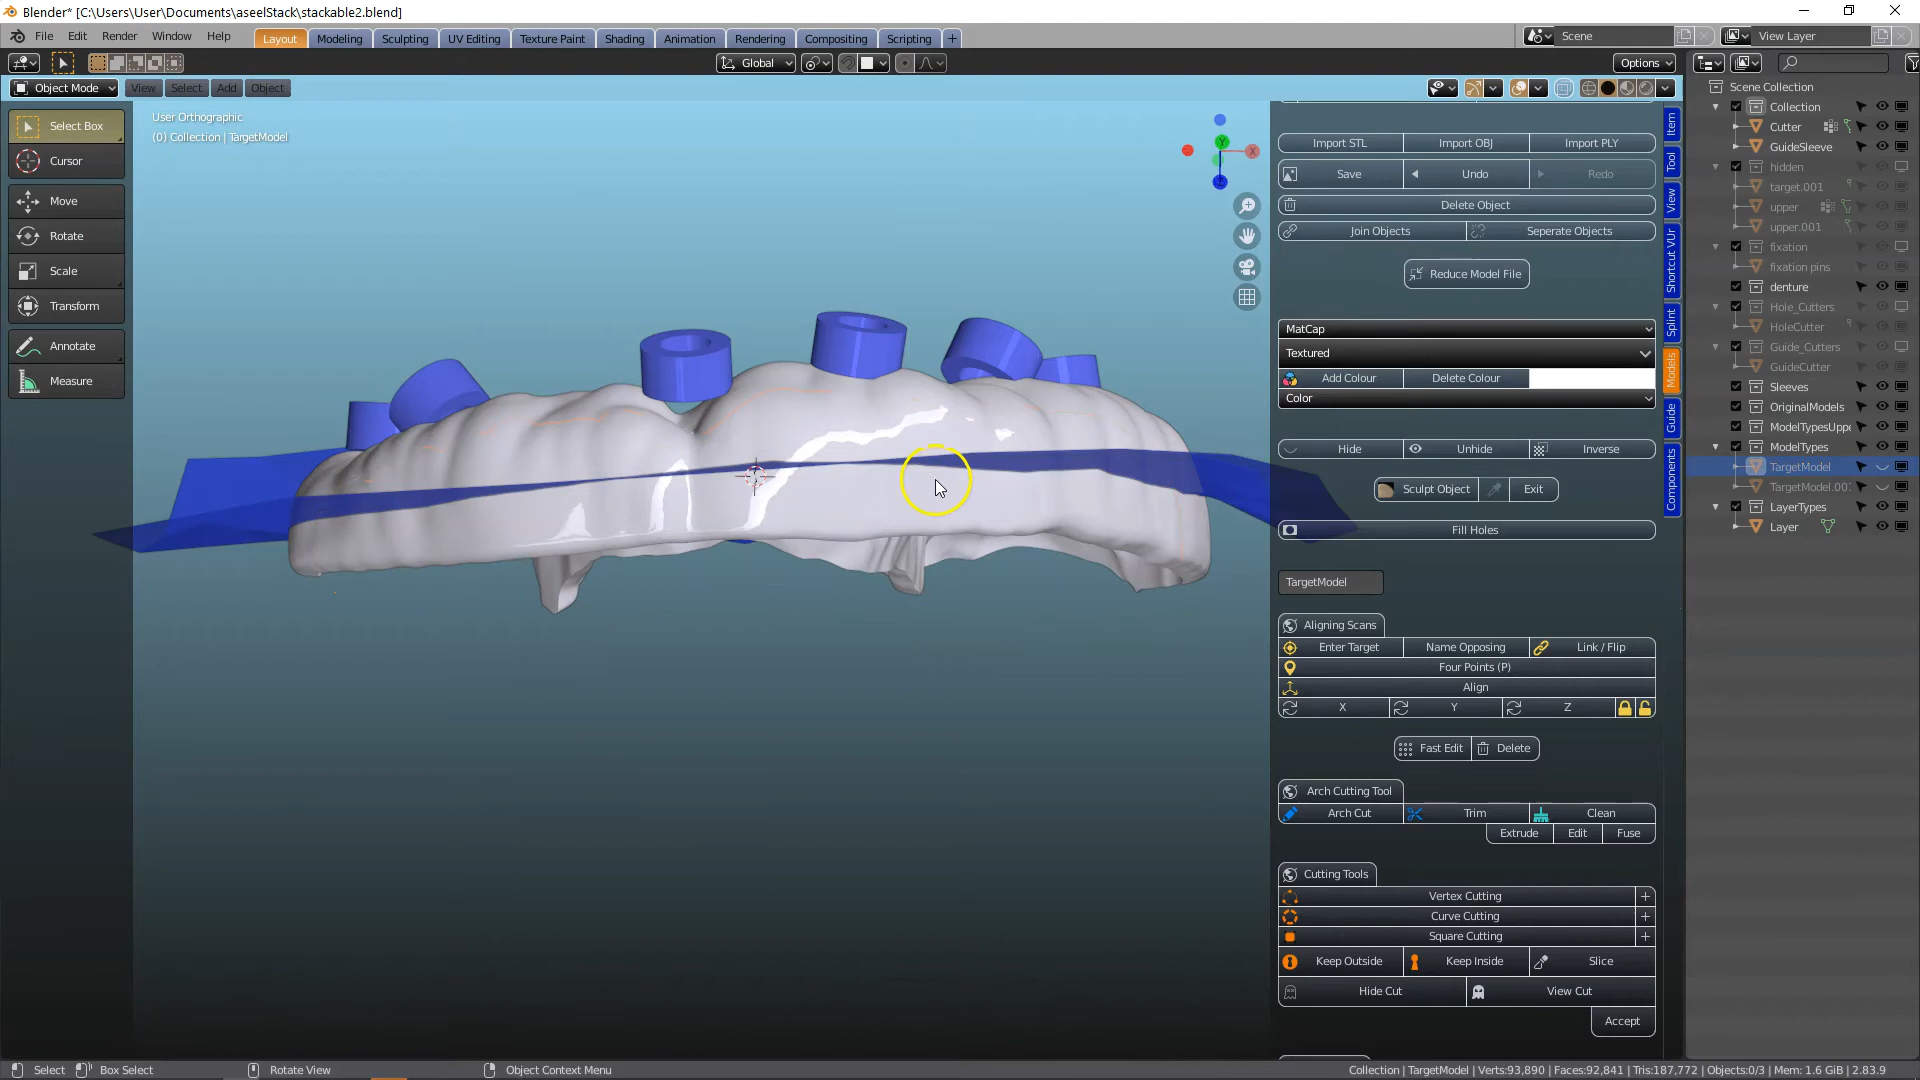 Blender* [C:\Users\User\Documents\aseelStack\stackable2.blend]
File Edit Render Window Help Layout Modeling Sculpting UV Editing Texture Paint Shading Animation Rendering Compositing Scripting + Scene View Layer
Global Options
Object Mode View Select Add Object
Scene Collection
User Orthographic
(0) Collection | TargetModel
Select Box
Cursor
Move
Rotate
Scale
Transform
Annotate
Measure
Y
X
Z
Import STL Import OBJ Import PLY
Save Undo Redo
Delete Object
Join Objects Seperate Objects
Reduce Model File
MatCap
Textured
Add Colour Delete Colour
Color
Hide Unhide Inverse
Sculpt Object Exit
Fill Holes
TargetModel
Aligning Scans
Enter Target Name Opposing Link / Flip
Four Points (P)
Align
X Y Z
Fast Edit Delete
Arch Cutting Tool
Arch Cut Trim Clean
Extrude Edit Fuse
Cutting Tools
Vertex Cutting +
Curve Cutting +
Square Cutting +
Keep Outside Keep Inside Slice
Hide Cut View Cut
Accept
Item
Tool
View
Shortcut VUr
Splint
Models
Guide
Components
Collection
Cutter
GuideSleeve
hidden
target.001
upper
upper.001
fixation
fixation pins
denture
Hole_Cutters
HoleCutter
Guide_Cutters
GuideCutter
Sleeves
OriginalModels
ModelTypesUppe
ModelTypes
TargetModel
TargetModel.00
LayerTypes
Layer
Select Box Select Rotate View Object Context Menu
Collection | TargetModel | Verts:93,890 | Faces:92,841 | Tris:187,772 | Objects:0/3 | Mem: 1.6 GiB | 2.83.9